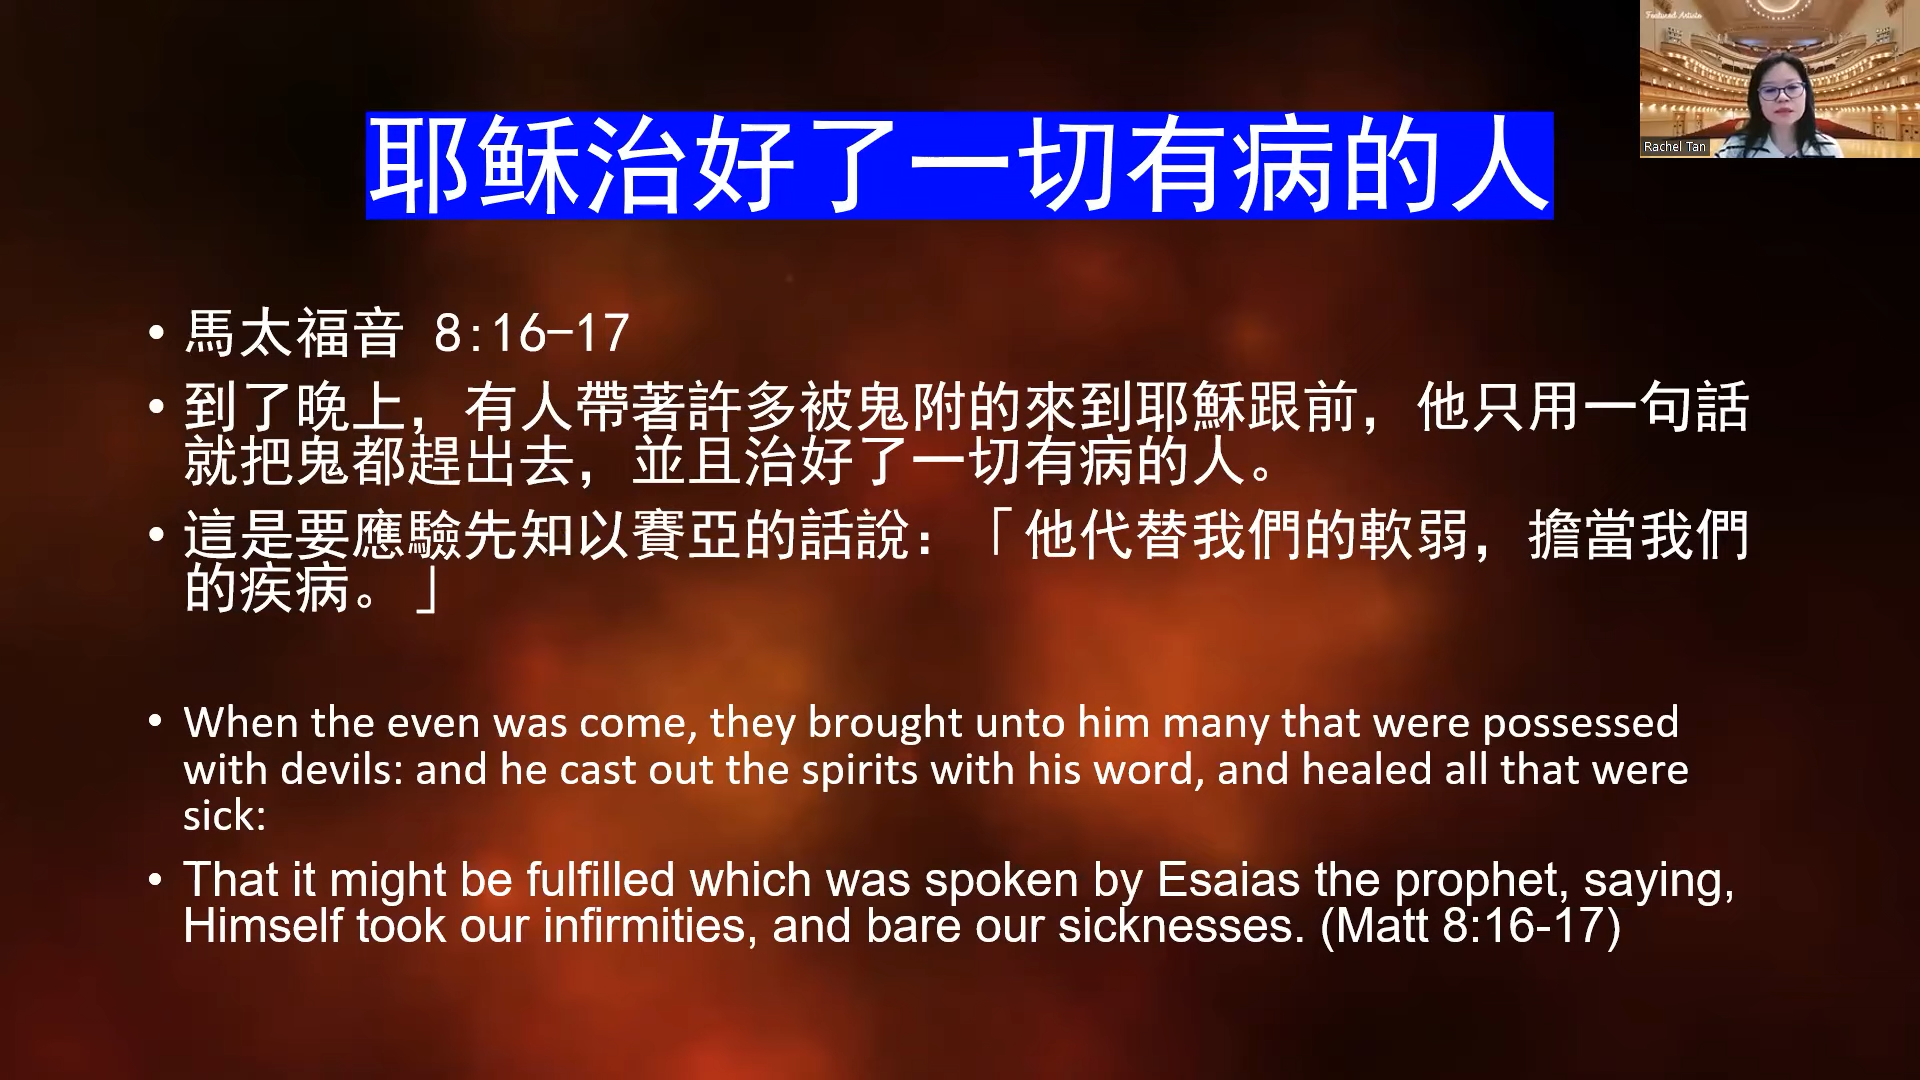 耶稣治好了一切有病的人
Featured Artists
Rachel Tan
• 馬太福音 8:16-17
• 到了晚上，有人帶著許多被鬼附的來到耶穌跟前，他只用一句話
就把鬼都趕出去，並且治好了一切有病的人。
• 這是要應驗先知以賽亞的話說：「他代替我們的軟弱，擔當我們
的疾病。」
• When the even was come, they brought unto him many that were possessed
with devils: and he cast out the spirits with his word, and healed all that were
sick:
• That it might be fulfilled which was spoken by Esaias the prophet, saying,
Himself took our infirmities, and bare our sicknesses. (Matt 8:16-17)